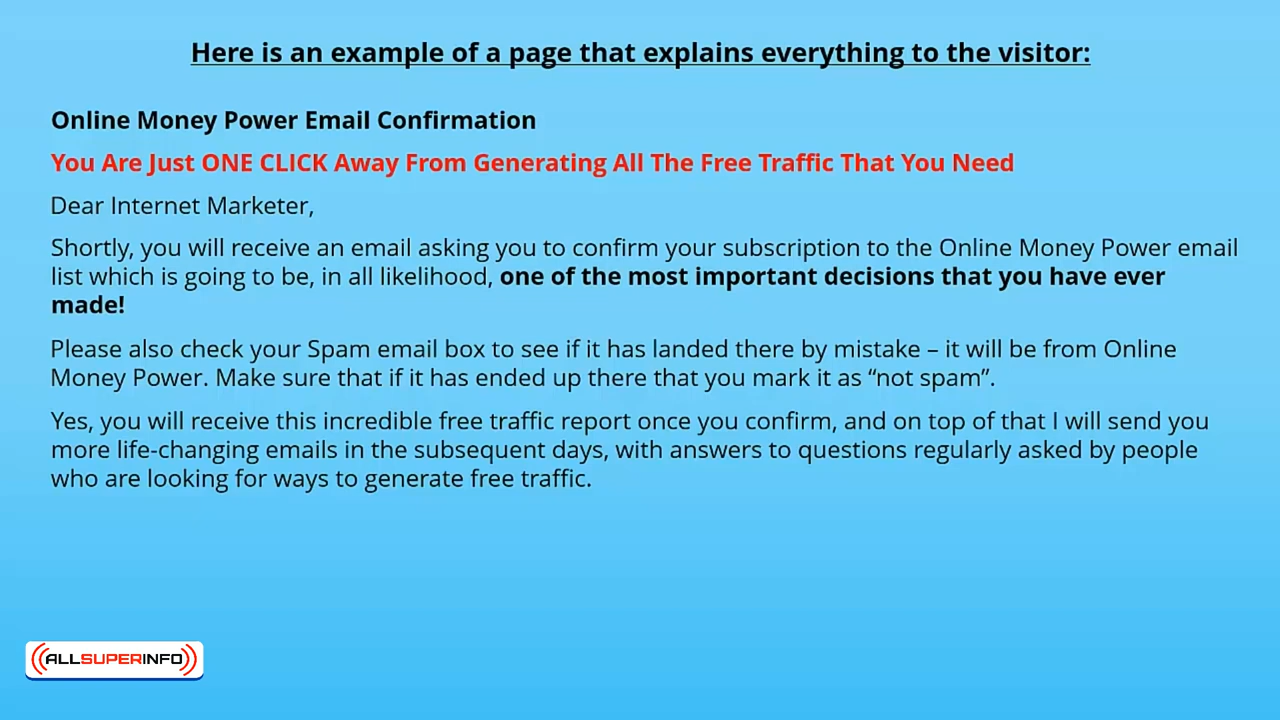 Here is an example of a page that explains everything to the visitor:
Online Money Power Email Confirmation
You Are Just ONE CLICK Away From Generating All The Free Traffic That You Need
Dear Internet Marketer,
Shortly, you will receive an email asking you to confirm your subscription to the Online Money Power email
list which is going to be, in all likelihood, one of the most important decisions that you have ever
made!
Please also check your Spam email box to see if it has landed there by mistake – it will be from Online
Money Power. Make sure that if it has ended up there that you mark it as “not spam”.
Yes, you will receive this incredible free traffic report once you confirm, and on top of that I will send you
more life-changing emails in the subsequent days, with answers to questions regularly asked by people
who are looking for ways to generate free traffic.
ALLSUPERINFO